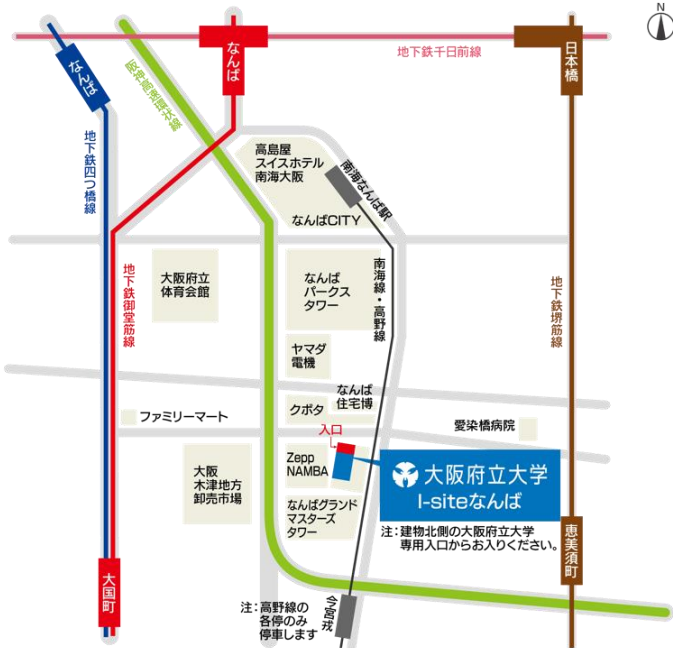 N
なんば
なんば
地下鉄千日前線
日本橋
阪神高速環状線
地下鉄四つ橋線
高島屋
スイスホテル
南海大阪
南海なんば駅
なんばCITY
地下鉄御堂筋線
大阪府立
体育会館
なんば
パークス
タワー
南海線・高野線
地下鉄堺筋線
ヤマダ
電機
なんば
住宅博
クボタ
ファミリーマート
入口
愛染橋病院
大阪
木津地方
卸売市場
Zepp
NAMBA
大阪府立大学
I-siteなんば
なんばグランド
マスターズ
タワー
注:建物北側の大阪府立大学
専用入口からお入りください。
恵美須町
大国町
今宮戎
注:高野線の
各停のみ
停車します